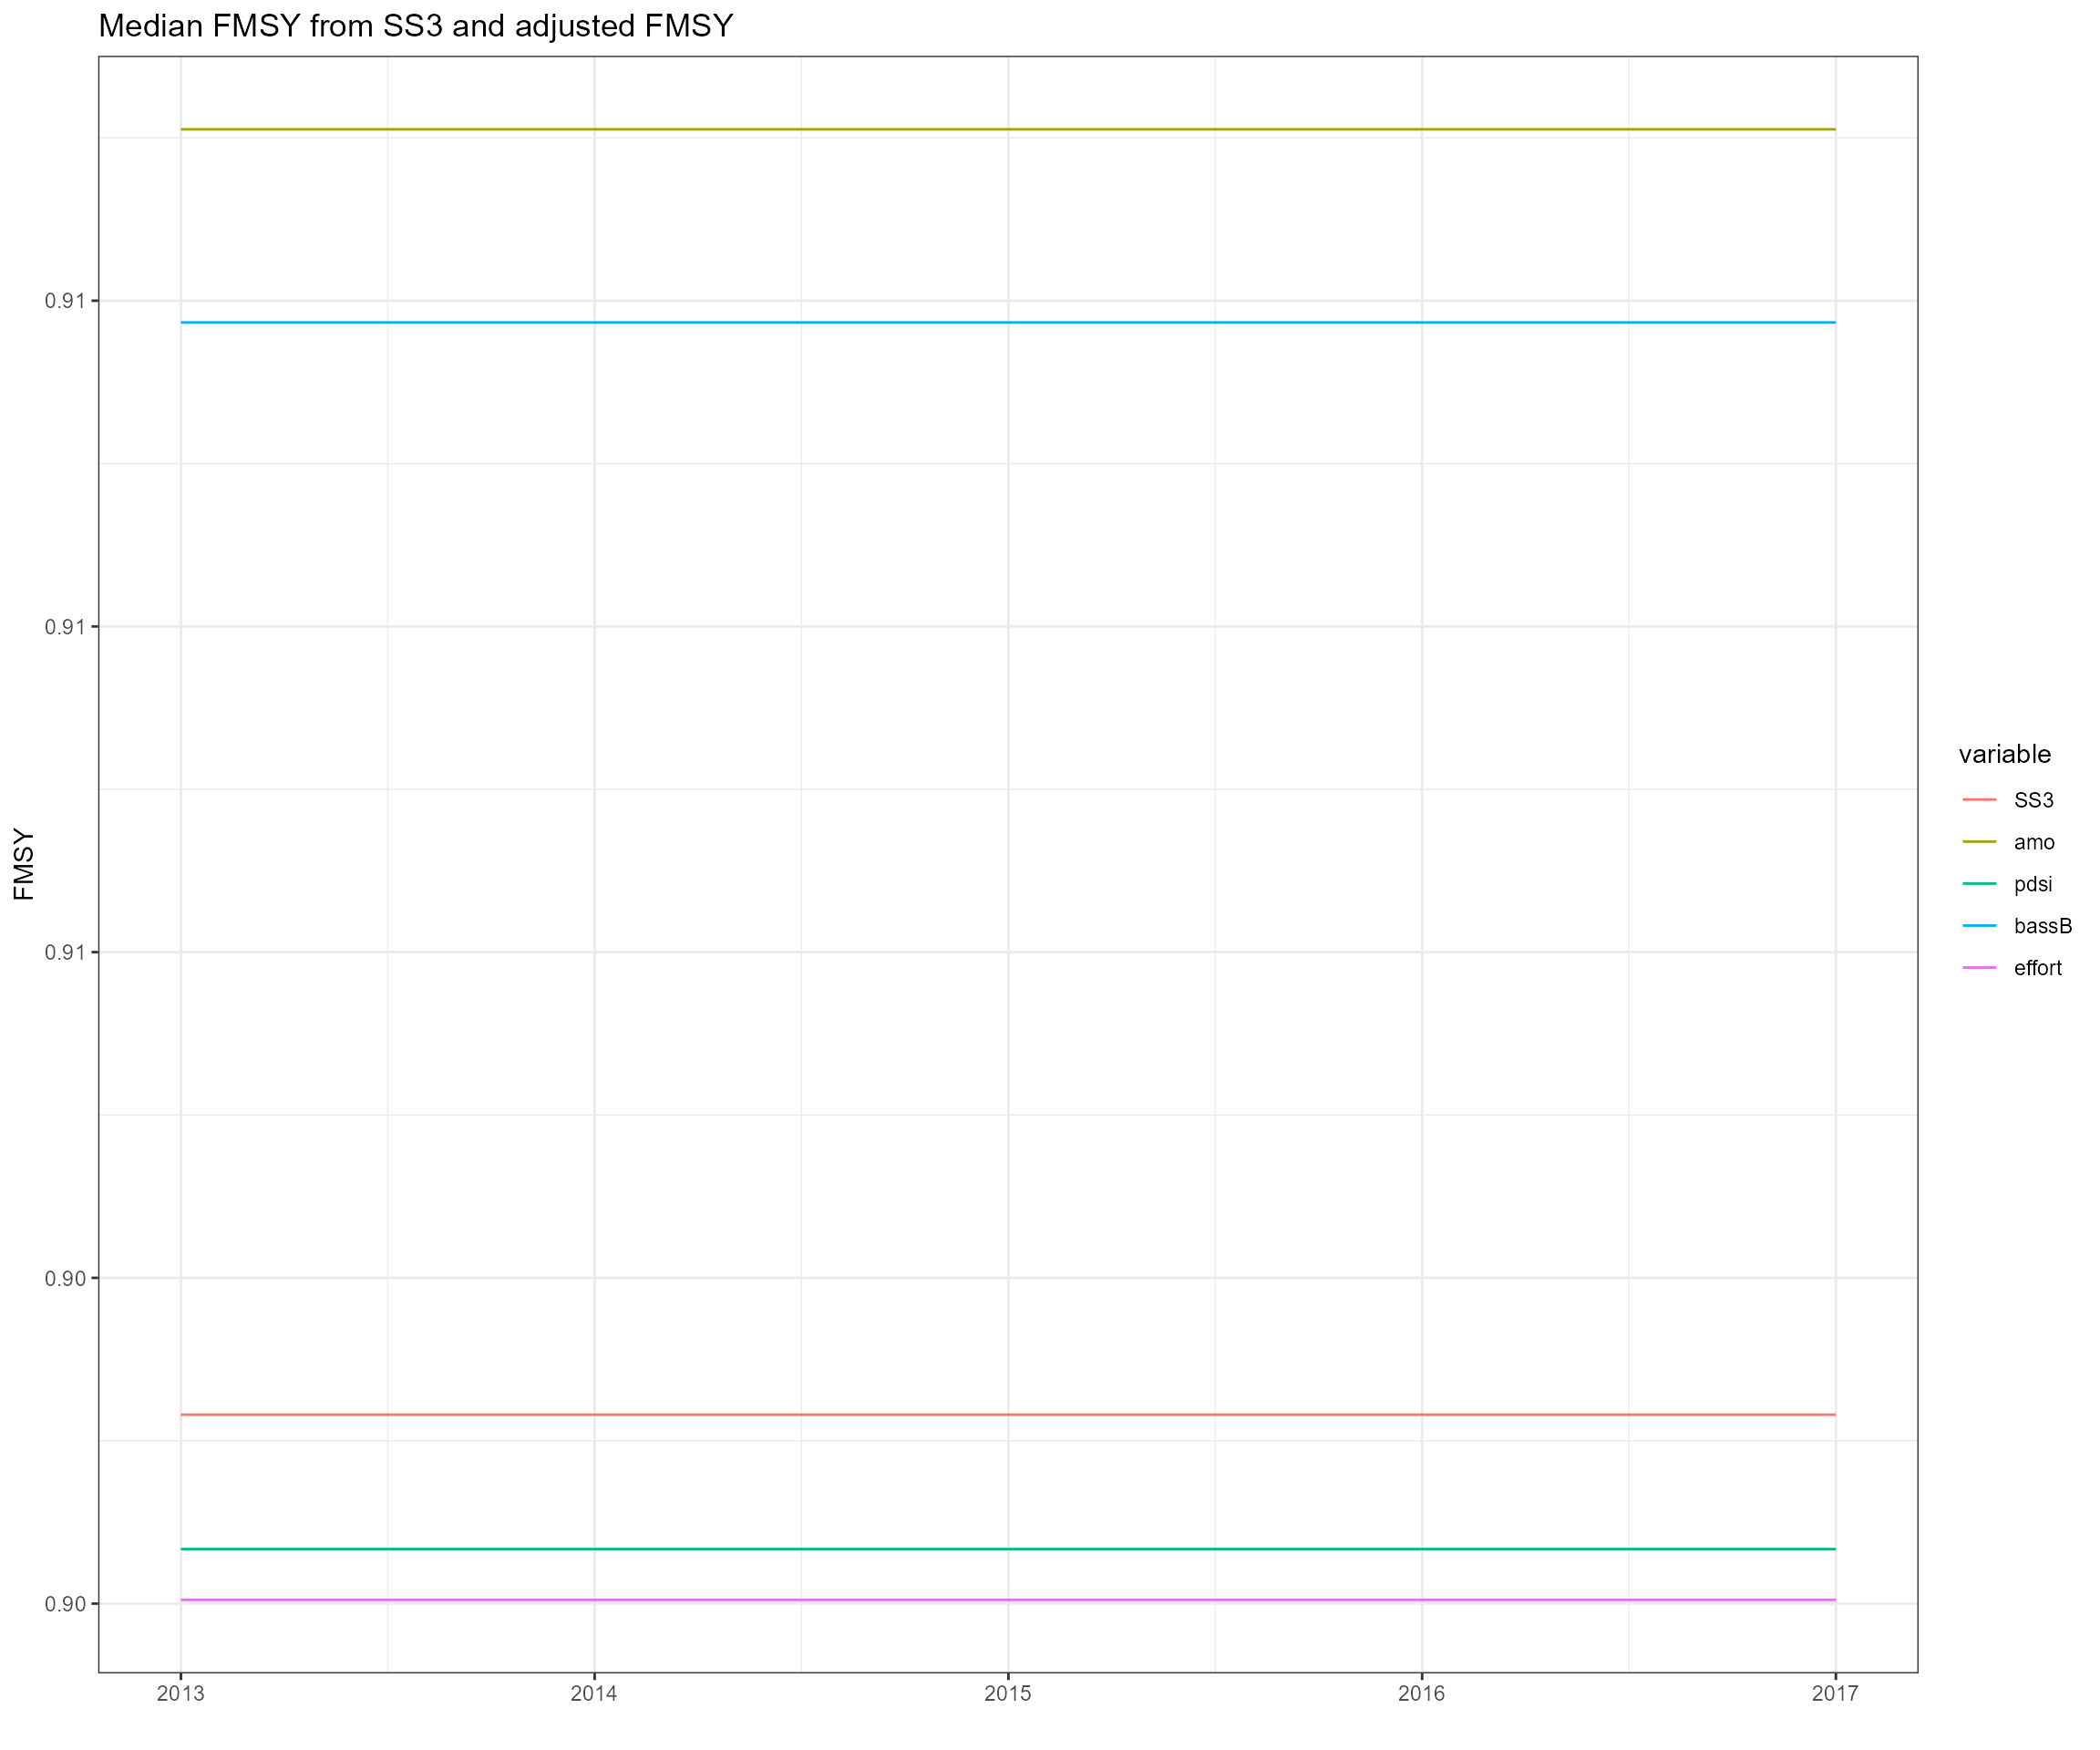 Median FMSY from SS3 and adjusted FMSY
FMSY
0.91
0.91
0.91
0.90
0.90
2013 2014 2015 2016 2017
variable
SS3
amo
pdsi
bassB
effort